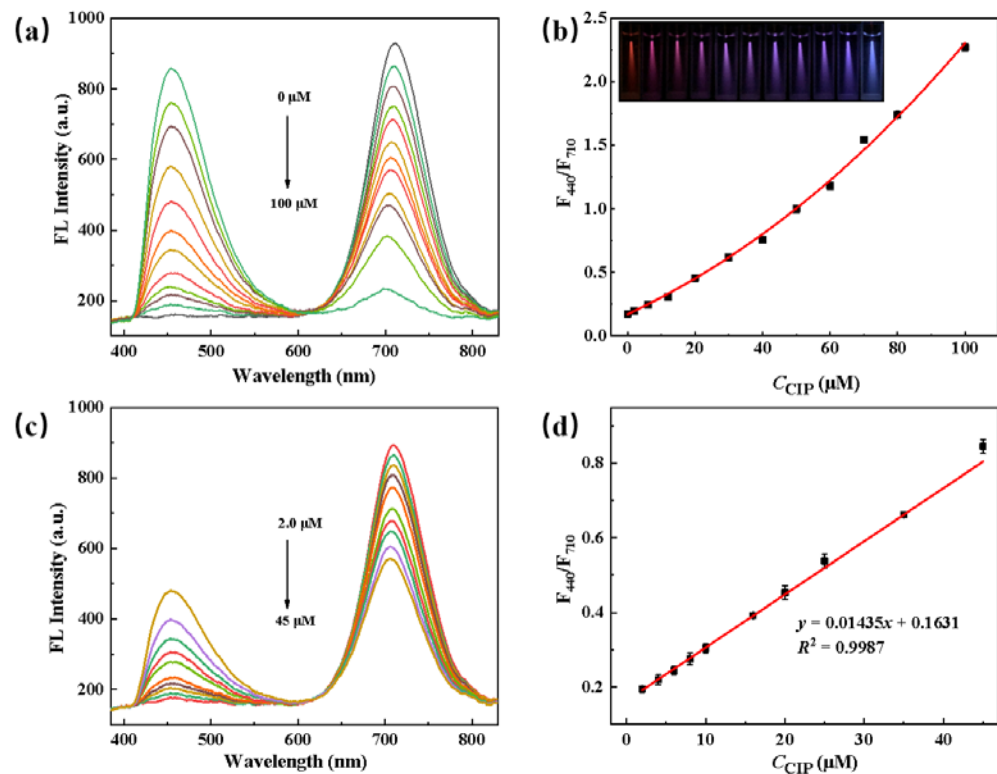 (a)
1000
800
600
400
200
FL Intensity (a.u.)
0 μM
100 μM
400
500
600
700
800
Wavelength (nm)
(b)
2.5
2.0
1.5
1.0
0.5
0.0
F440/F710
0
20
40
60
80
100
CCIP (μM)
(c)
1000
800
600
400
200
FL Intensity (a.u.)
2.0 μM
45 μM
400
500
600
700
800
Wavelength (nm)
(d)
0.8
0.6
0.4
0.2
F440/F710
y = 0.01435x + 0.1631
R² = 0.9987
0
10
20
30
40
CCIP (μM)